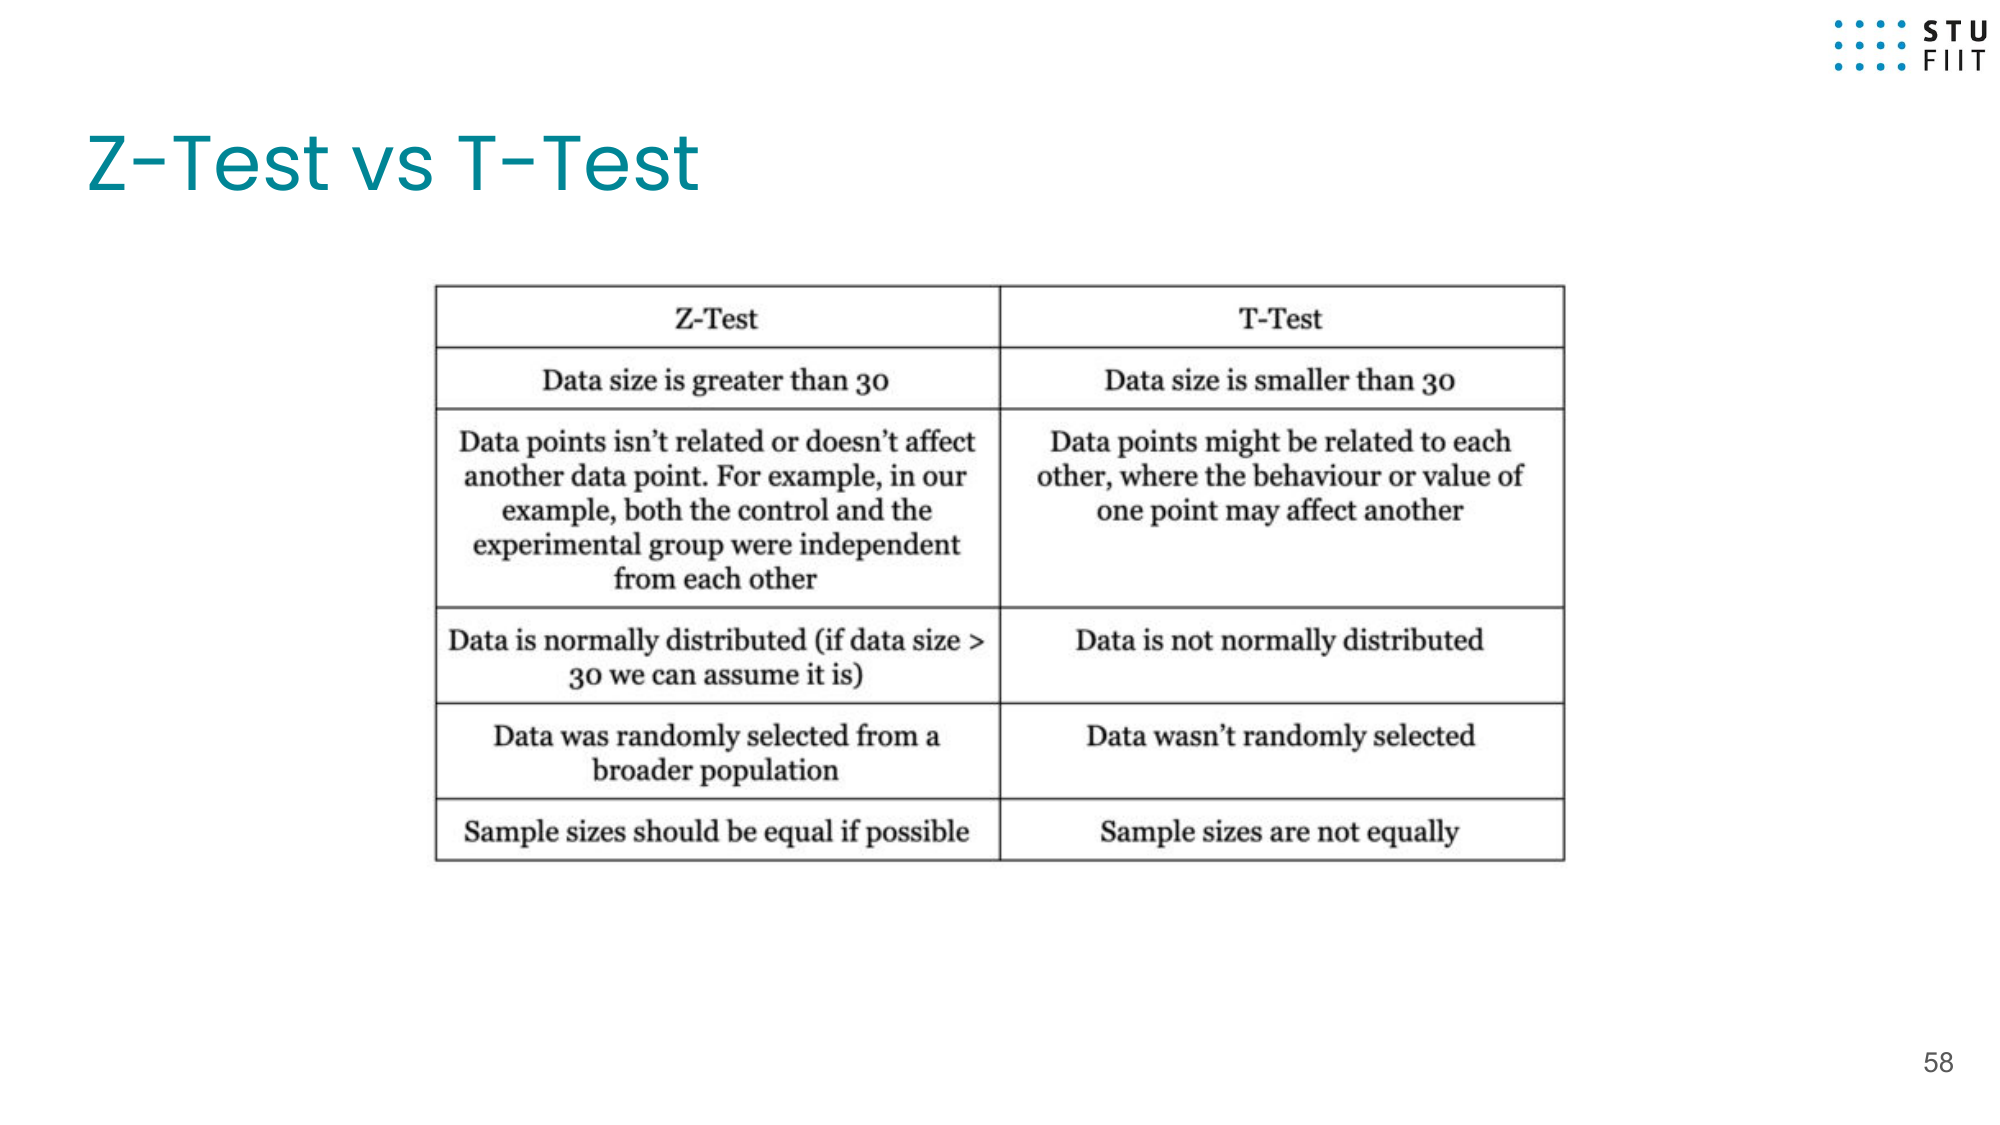 STU
FIIT
Z-Test vs T-Test
Z-Test
T-Test
Data size is greater than 30
Data size is smaller than 30
Data points isn't related or doesn't affect
another data point. For example, in our
example, both the control and the
experimental group were independent
from each other
Data points might be related to each
other, where the behaviour or value of
one point may affect another
Data is normally distributed (if data size >
30 we can assume it is)
Data is not normally distributed
Data was randomly selected from a
broader population
Data wasn't randomly selected
Sample sizes should be equal if possible
Sample sizes are not equally
58